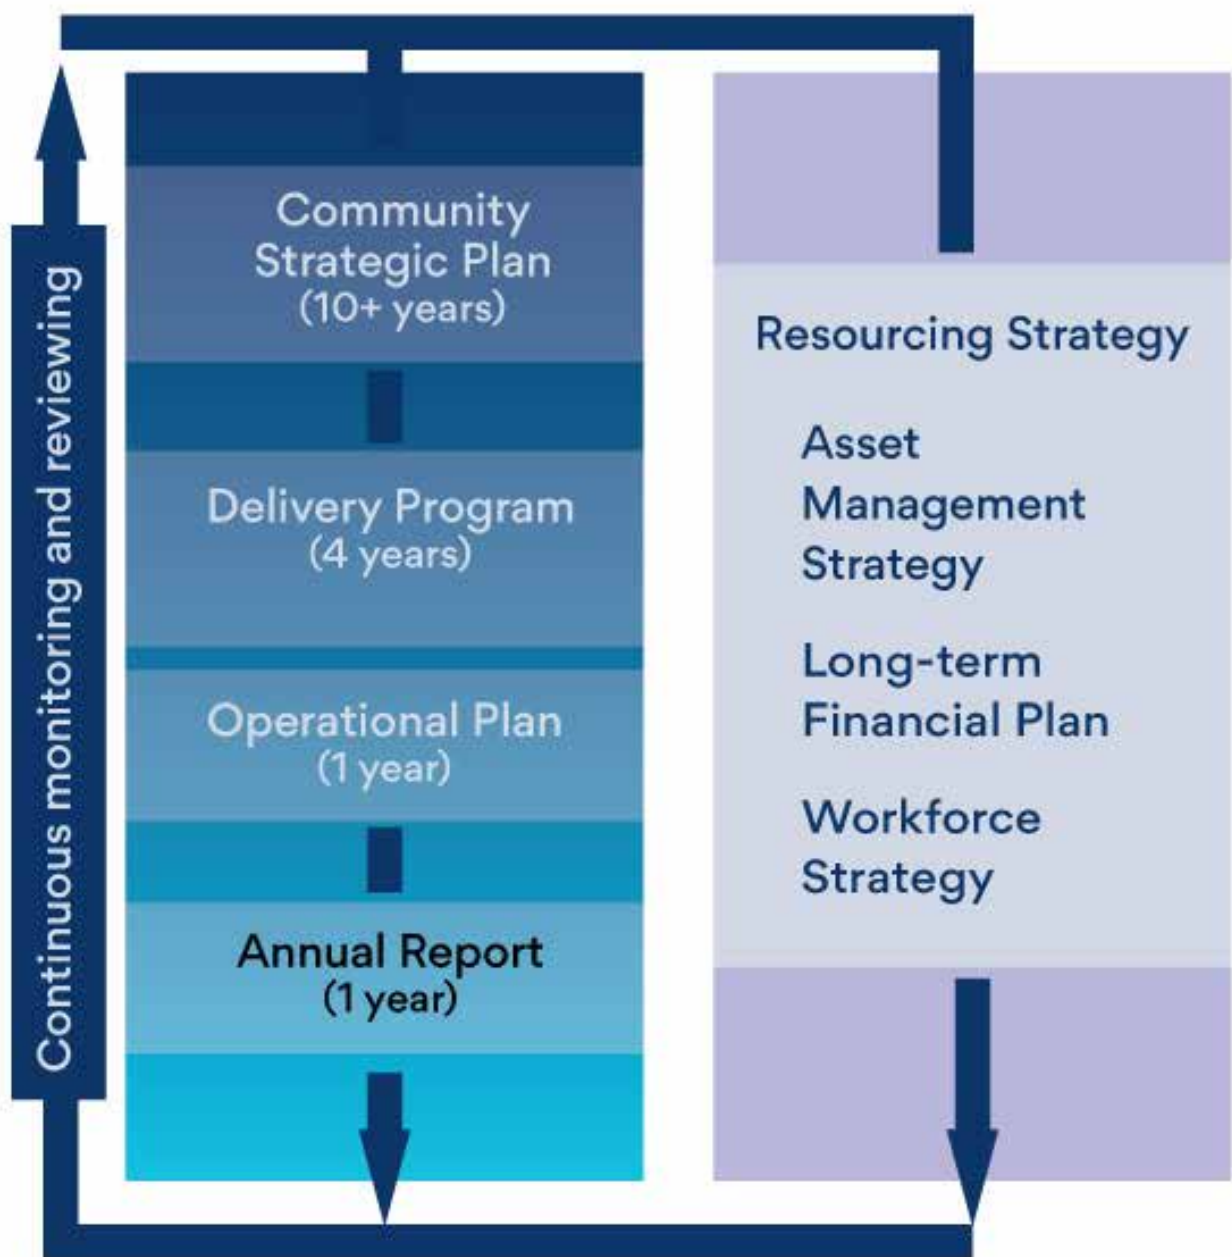 Continuous monitoring and reviewing
Community
Strategic Plan
(10+ years)
Delivery Program
(4 years)
Operational Plan
(1 year)
Annual Report
(1 year)
Resourcing Strategy
Asset
Management
Strategy
Long-term
Financial Plan
Workforce
Strategy